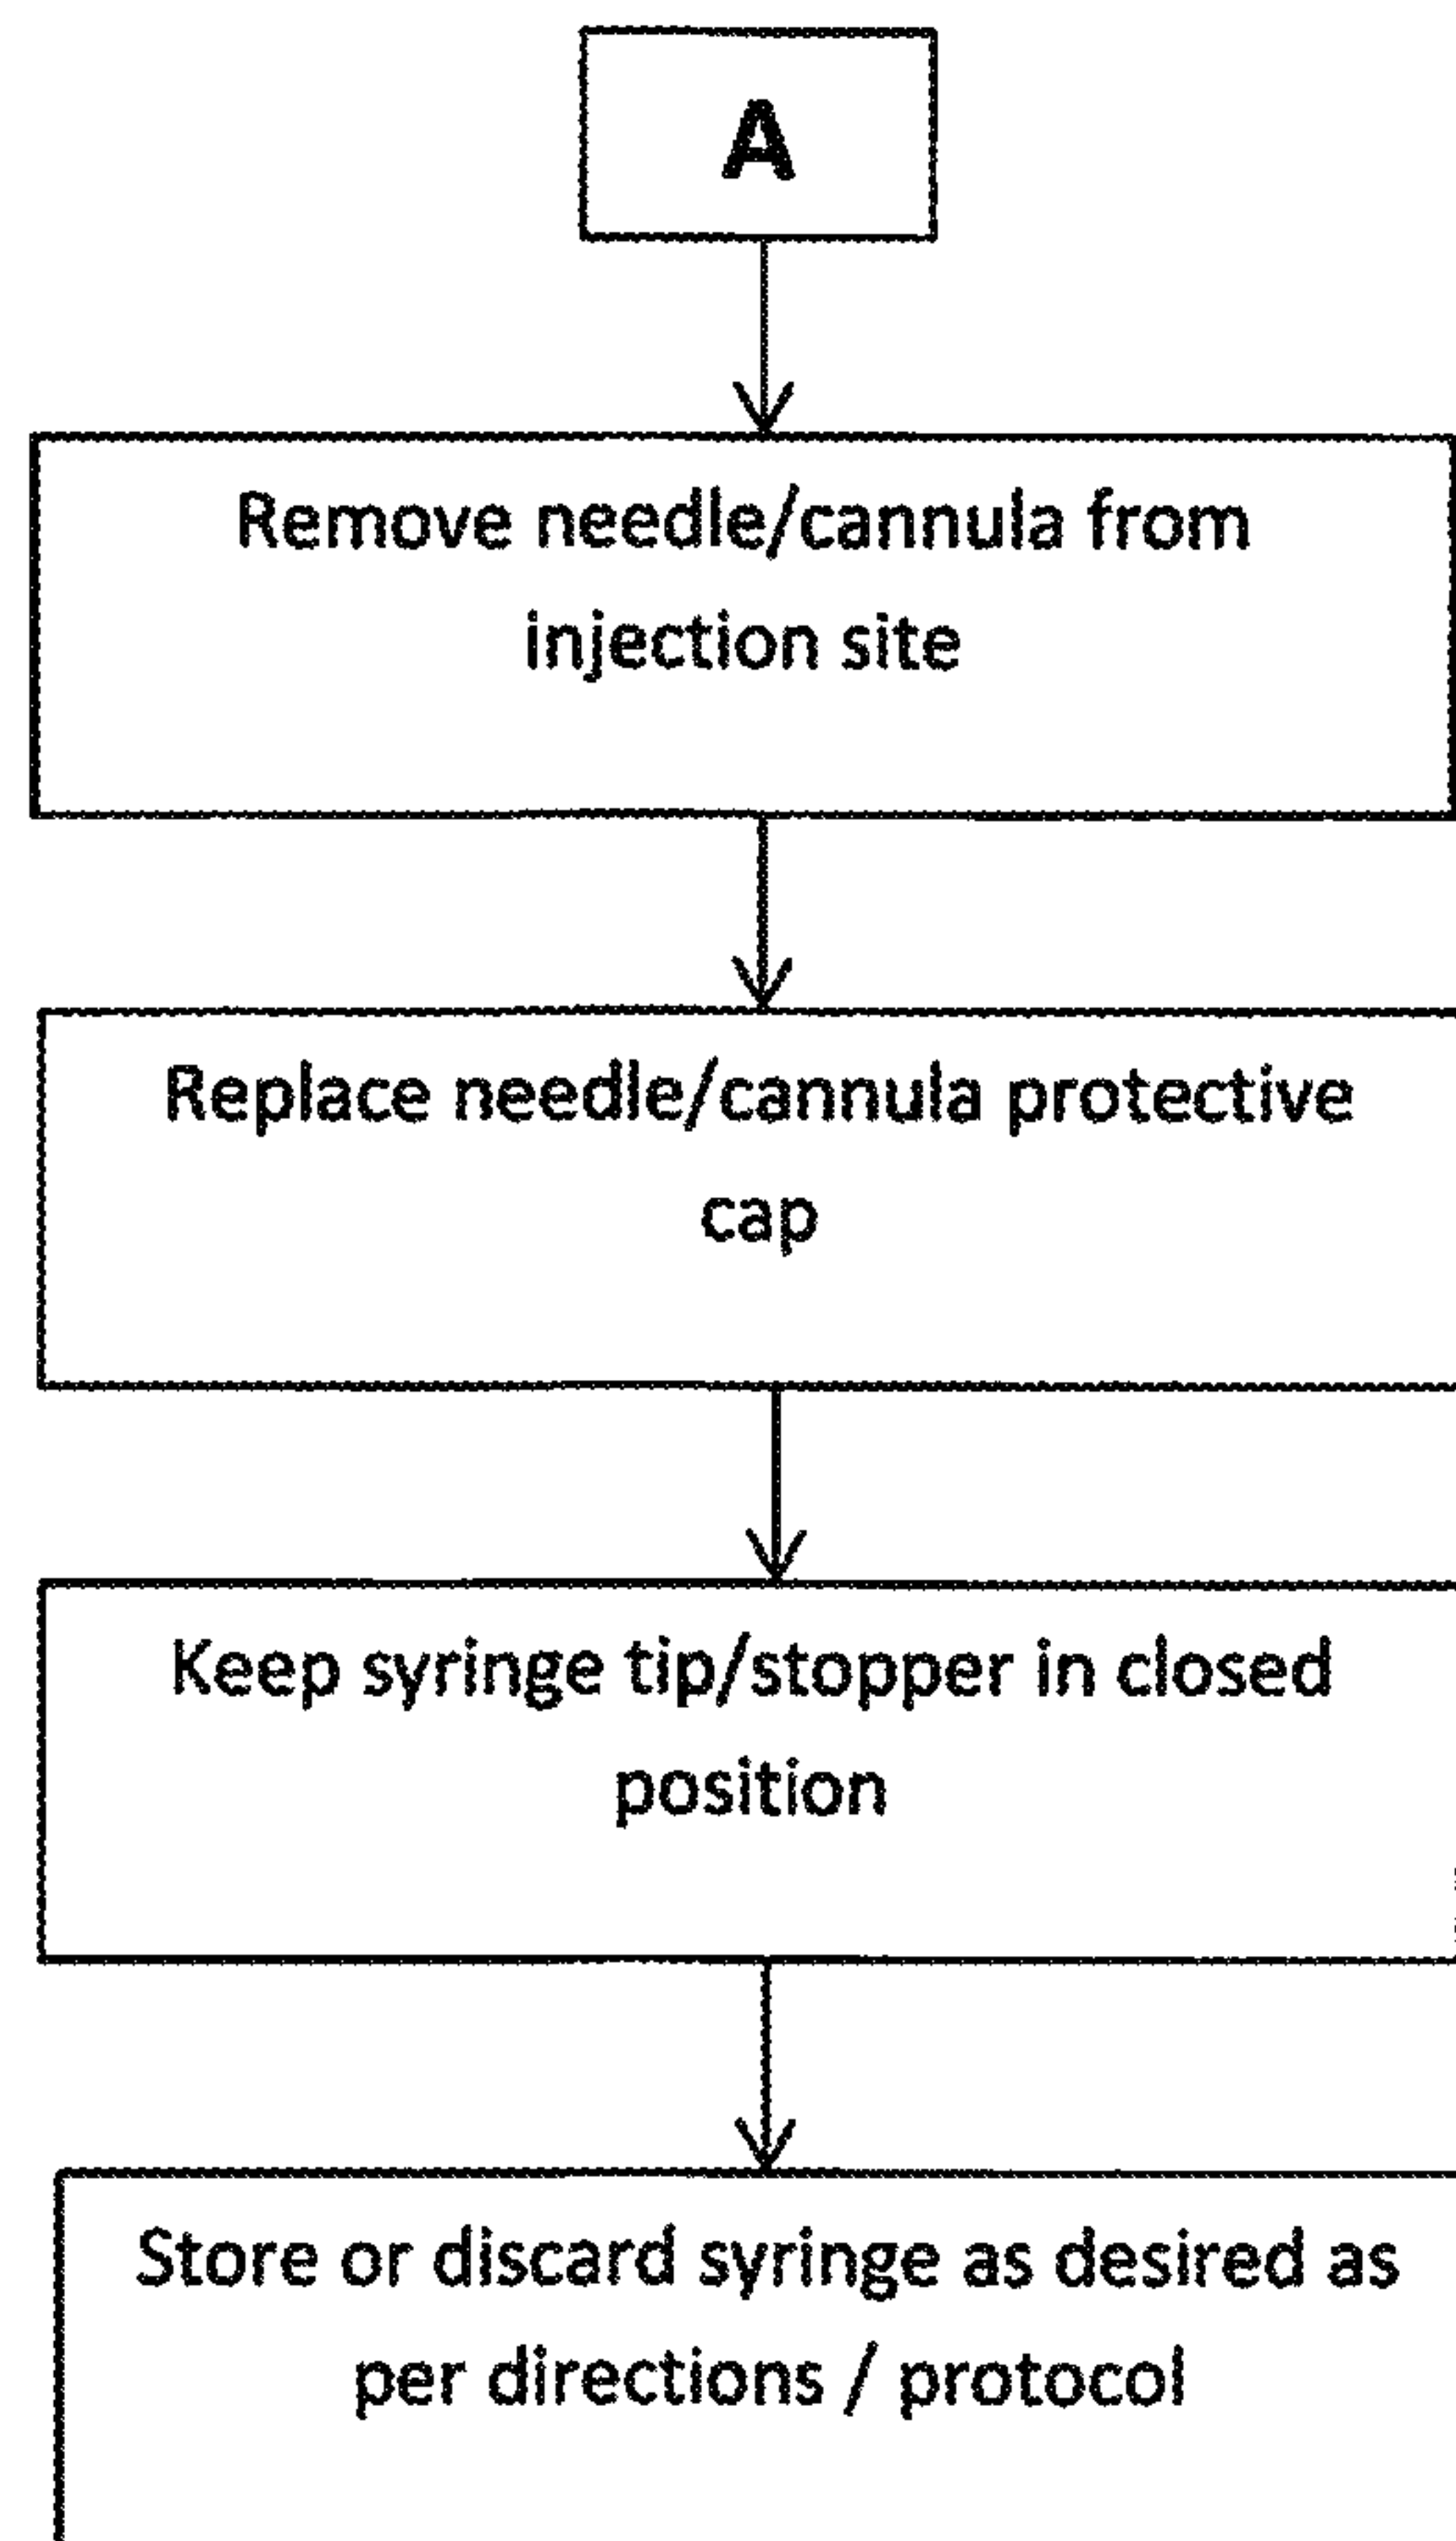 A
Remove needle/cannula from
injection site
Replace needle/cannula protective
cap
Keep syringe tip/stopper in closed
position
Store or discard syringe as desired as
per directions / protocol